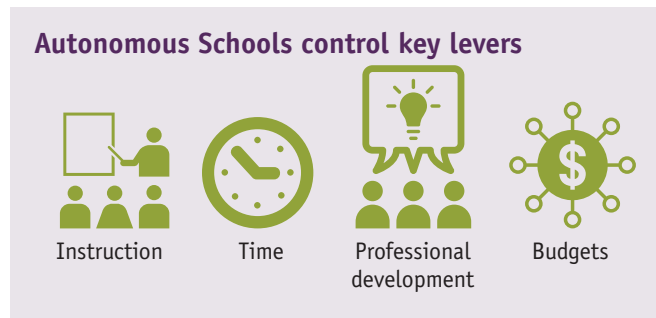 Autonomous Schools control key levers
Instruction
Time
Professional
development
Budgets
$